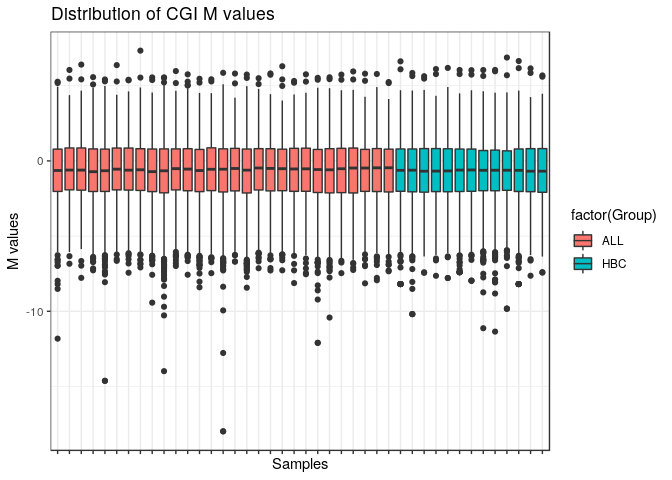 Distribution of CGI M values
0
-10
M values
Samples
factor(Group)
ALL
HBC